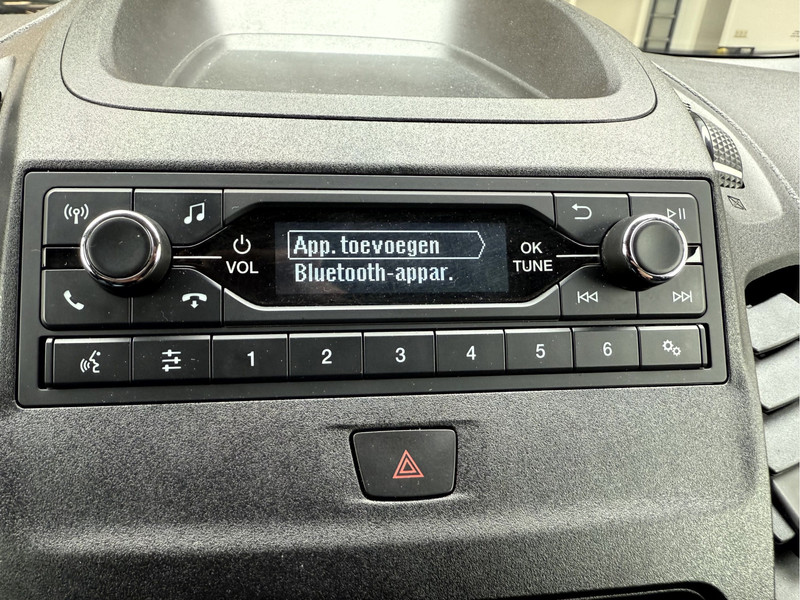 App. toevoegen
Bluetooth-appar.
VOL
OK
TUNE
1 2 3 4 5 6